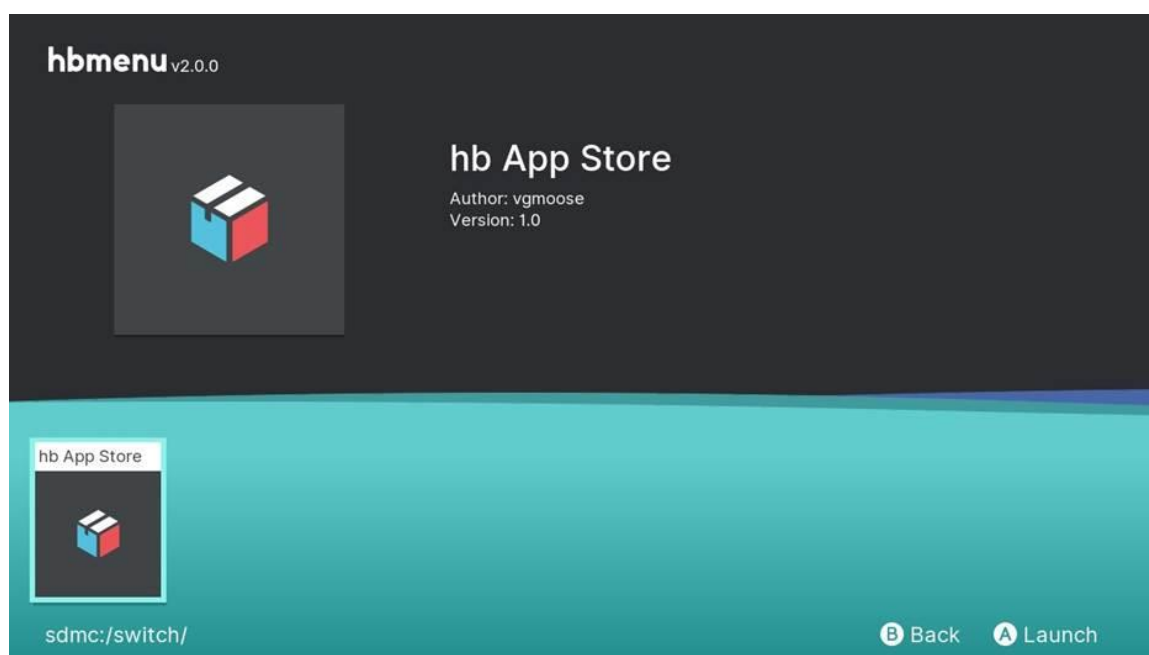 hbmenu v2.0.0
hb App Store
Author: vgmoose
Version: 1.0
hb App Store
sdmc:/switch/
B Back A Launch